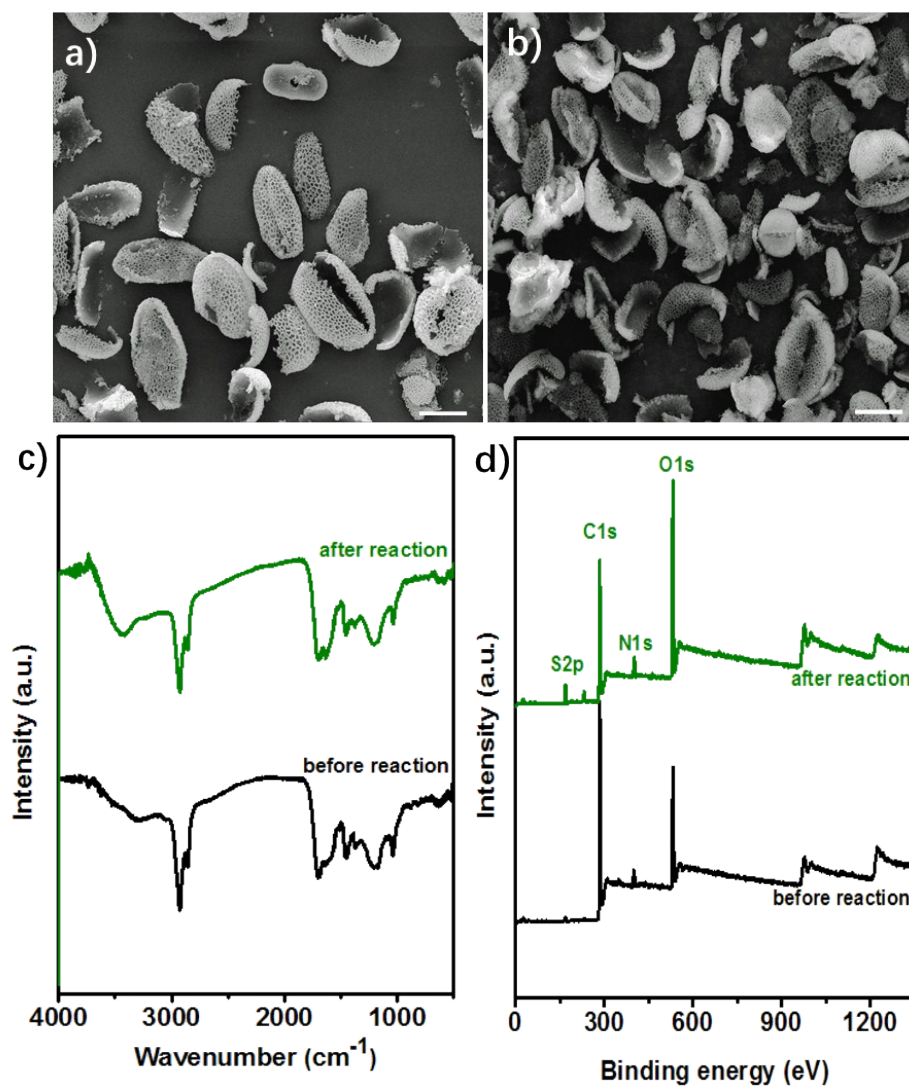 a)
b)
c)
after reaction
before reaction
Intensity (a.u.)
4000
3000
2000
1000
Wavenumber (cm⁻¹)
d)
O1s
C1s
N1s
S2p
after reaction
before reaction
Intensity (a.u.)
0
300
600
900
1200
Binding energy (eV)